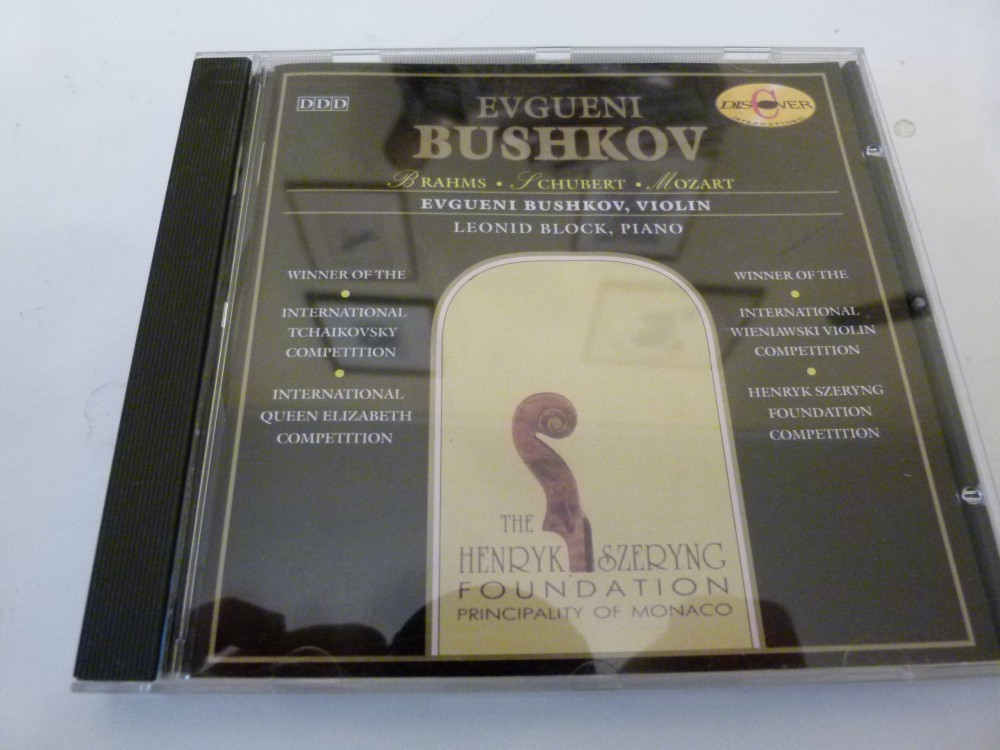 DDD
EVGUENI
BUSHKOV
DISCOVER
INTERNATIONAL
BRAHMS • SCHUBERT • MOZART
EVGUENI BUSHKOV, VIOLIN
LEONID BLOCK, PIANO
WINNER OF THE
•
INTERNATIONAL
TCHAIKOVSKY
COMPETITION
•
INTERNATIONAL
QUEEN ELIZABETH
COMPETITION
WINNER OF THE
•
INTERNATIONAL
WIENIAWSKI VIOLIN
COMPETITION
•
HENRYK SZERYNG
FOUNDATION
COMPETITION
THE
HENRYK SZERYNG
FOUNDATION
PRINCIPALITY OF MONACO